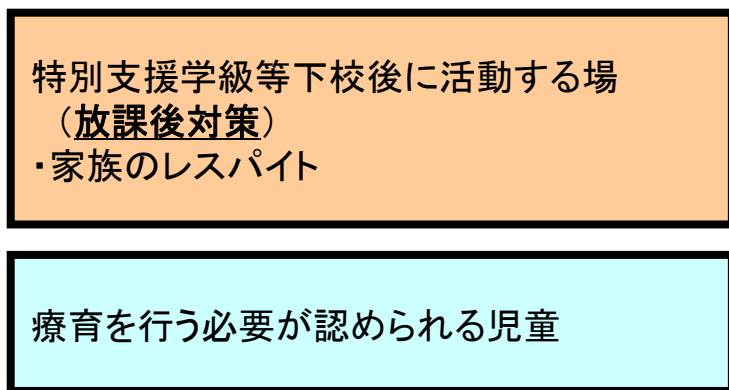 特別支援学級等下校後に活動する場
（放課後対策）
・家族のレスパイト
療育を行う必要が認められる児童